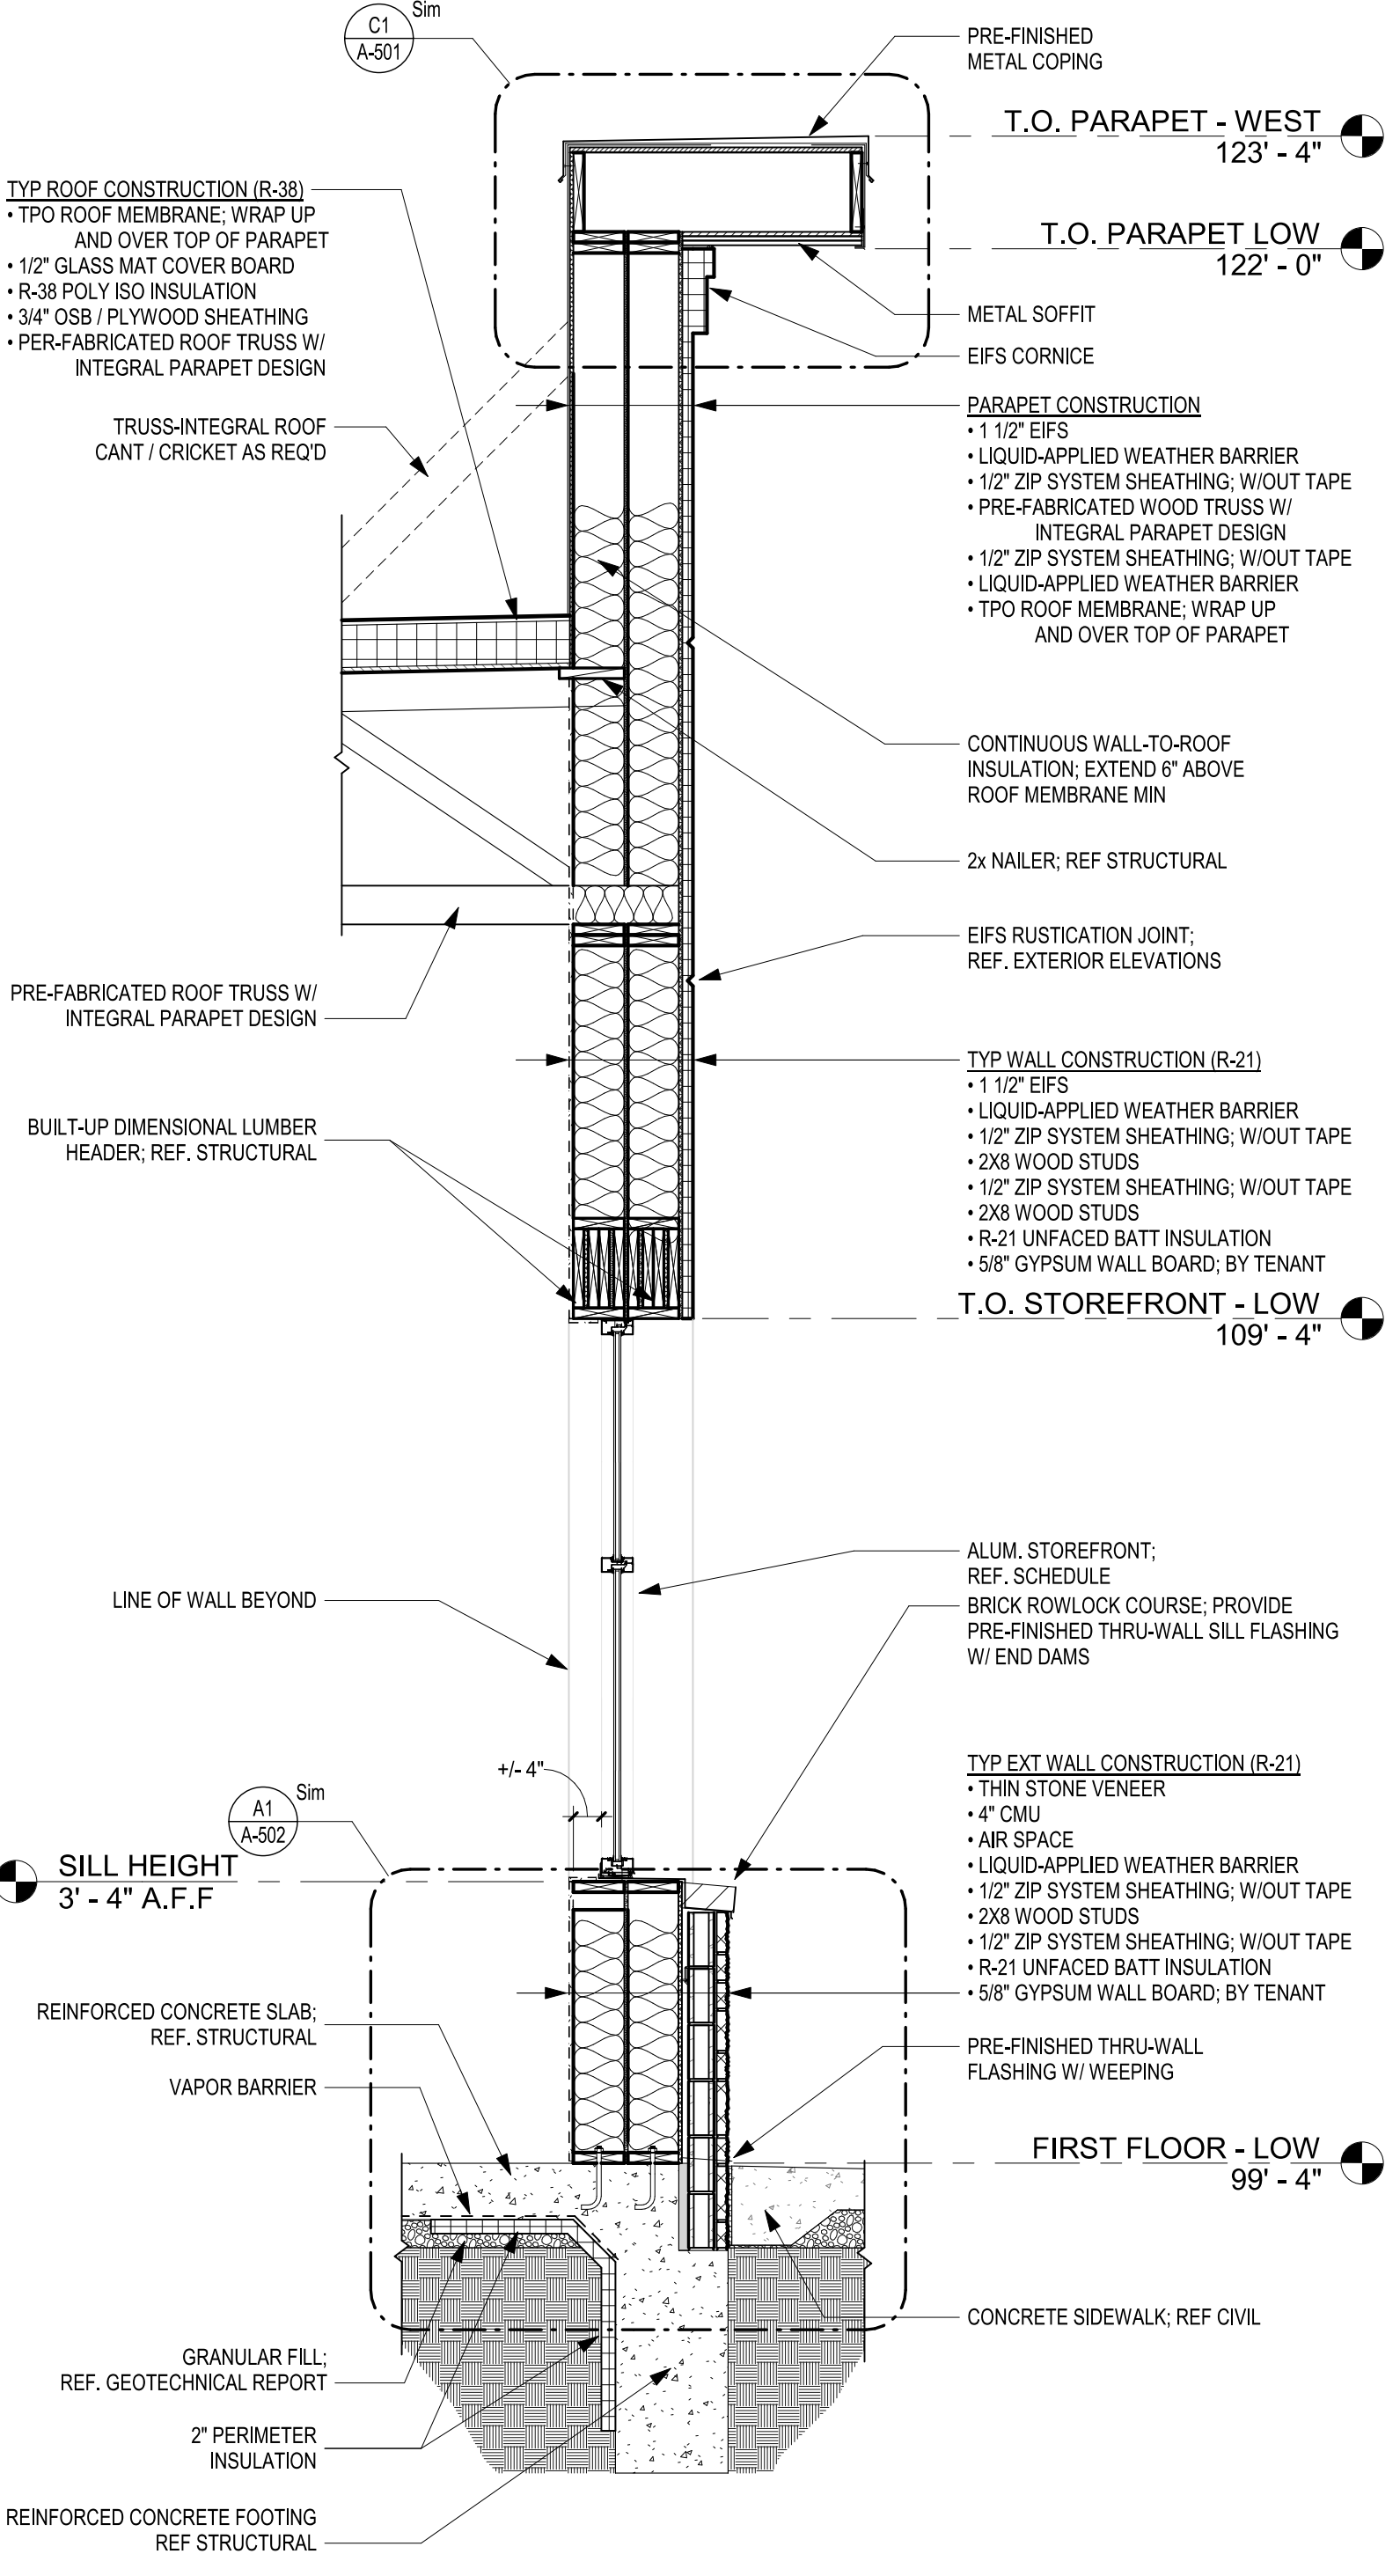 C1
A-501
Sim
PRE-FINISHED
METAL COPING
T.O. PARAPET - WEST
123' - 4"
TYP ROOF CONSTRUCTION (R-38)
• TPO ROOF MEMBRANE; WRAP UP
AND OVER TOP OF PARAPET
• 1/2" GLASS MAT COVER BOARD
• R-38 POLY ISO INSULATION
• 3/4" OSB / PLYWOOD SHEATHING
• PER-FABRICATED ROOF TRUSS W/
INTEGRAL PARAPET DESIGN
T.O. PARAPET LOW
122' - 0"
METAL SOFFIT
EIFS CORNICE
TRUSS-INTEGRAL ROOF
CANT / CRICKET AS REQ'D
PARAPET CONSTRUCTION
• 1 1/2" EIFS
• LIQUID-APPLIED WEATHER BARRIER
• 1/2" ZIP SYSTEM SHEATHING; W/OUT TAPE
• PRE-FABRICATED WOOD TRUSS W/
INTEGRAL PARAPET DESIGN
• 1/2" ZIP SYSTEM SHEATHING; W/OUT TAPE
• LIQUID-APPLIED WEATHER BARRIER
• TPO ROOF MEMBRANE; WRAP UP
AND OVER TOP OF PARAPET
CONTINUOUS WALL-TO-ROOF
INSULATION; EXTEND 6" ABOVE
ROOF MEMBRANE MIN
2x NAILER; REF STRUCTURAL
EIFS RUSTICATION JOINT;
REF. EXTERIOR ELEVATIONS
PRE-FABRICATED ROOF TRUSS W/
INTEGRAL PARAPET DESIGN
TYP WALL CONSTRUCTION (R-21)
• 1 1/2" EIFS
• LIQUID-APPLIED WEATHER BARRIER
• 1/2" ZIP SYSTEM SHEATHING; W/OUT TAPE
• 2X8 WOOD STUDS
• 1/2" ZIP SYSTEM SHEATHING; W/OUT TAPE
• 2X8 WOOD STUDS
• R-21 UNFACED BATT INSULATION
• 5/8" GYPSUM WALL BOARD; BY TENANT
BUILT-UP DIMENSIONAL LUMBER
HEADER; REF. STRUCTURAL
T.O. STOREFRONT - LOW
109' - 4"
ALUM. STOREFRONT;
REF. SCHEDULE
LINE OF WALL BEYOND
BRICK ROWLOCK COURSE; PROVIDE
PRE-FINISHED THRU-WALL SILL FLASHING
W/ END DAMS
+/- 4"
TYP EXT WALL CONSTRUCTION (R-21)
• THIN STONE VENEER
• 4" CMU
• AIR SPACE
• LIQUID-APPLIED WEATHER BARRIER
• 1/2" ZIP SYSTEM SHEATHING; W/OUT TAPE
• 2X8 WOOD STUDS
• 1/2" ZIP SYSTEM SHEATHING; W/OUT TAPE
• R-21 UNFACED BATT INSULATION
• 5/8" GYPSUM WALL BOARD; BY TENANT
A1
A-502
Sim
SILL HEIGHT
3' - 4" A.F.F
REINFORCED CONCRETE SLAB;
REF. STRUCTURAL
VAPOR BARRIER
PRE-FINISHED THRU-WALL
FLASHING W/ WEEPING
FIRST FLOOR - LOW
99' - 4"
CONCRETE SIDEWALK; REF CIVIL
GRANULAR FILL;
REF. GEOTECHNICAL REPORT
2" PERIMETER
INSULATION
REINFORCED CONCRETE FOOTING
REF STRUCTURAL